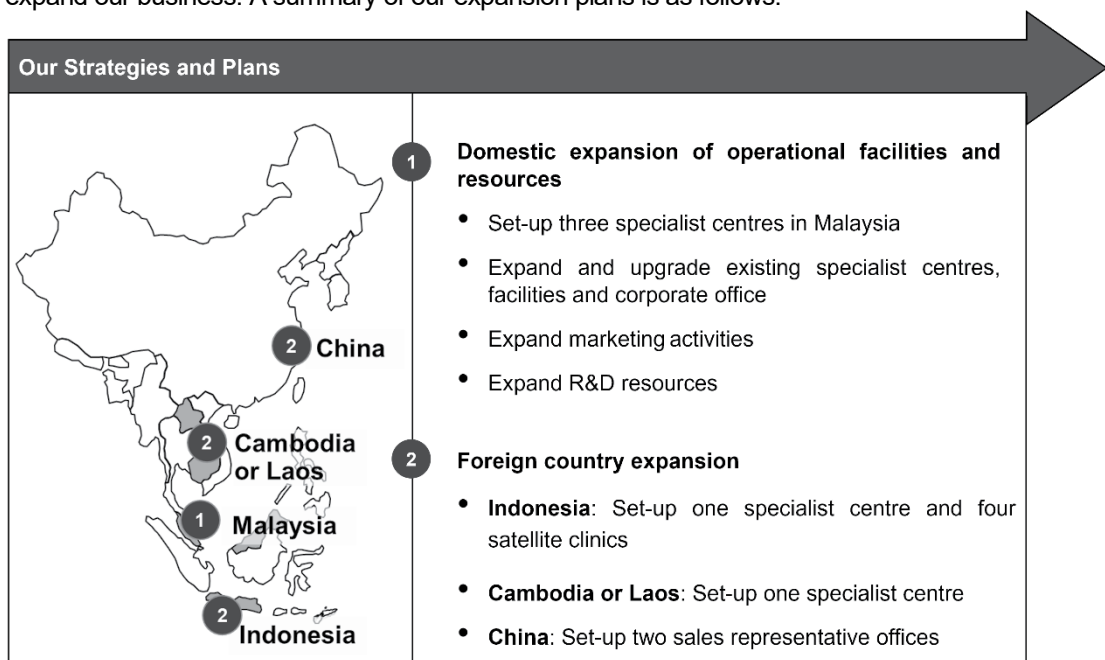 expand our business. A summary of our expansion plans is as follows:
Our Strategies and Plans
1
Domestic expansion of operational facilities and
resources
• Set-up three specialist centres in Malaysia
• Expand and upgrade existing specialist centres,
facilities and corporate office
• Expand marketing activities
• Expand R&D resources
2
Foreign country expansion
• Indonesia: Set-up one specialist centre and four
satellite clinics
• Cambodia or Laos: Set-up one specialist centre
• China: Set-up two sales representative offices
2 China
2 Cambodia
or Laos
1 Malaysia
2 Indonesia